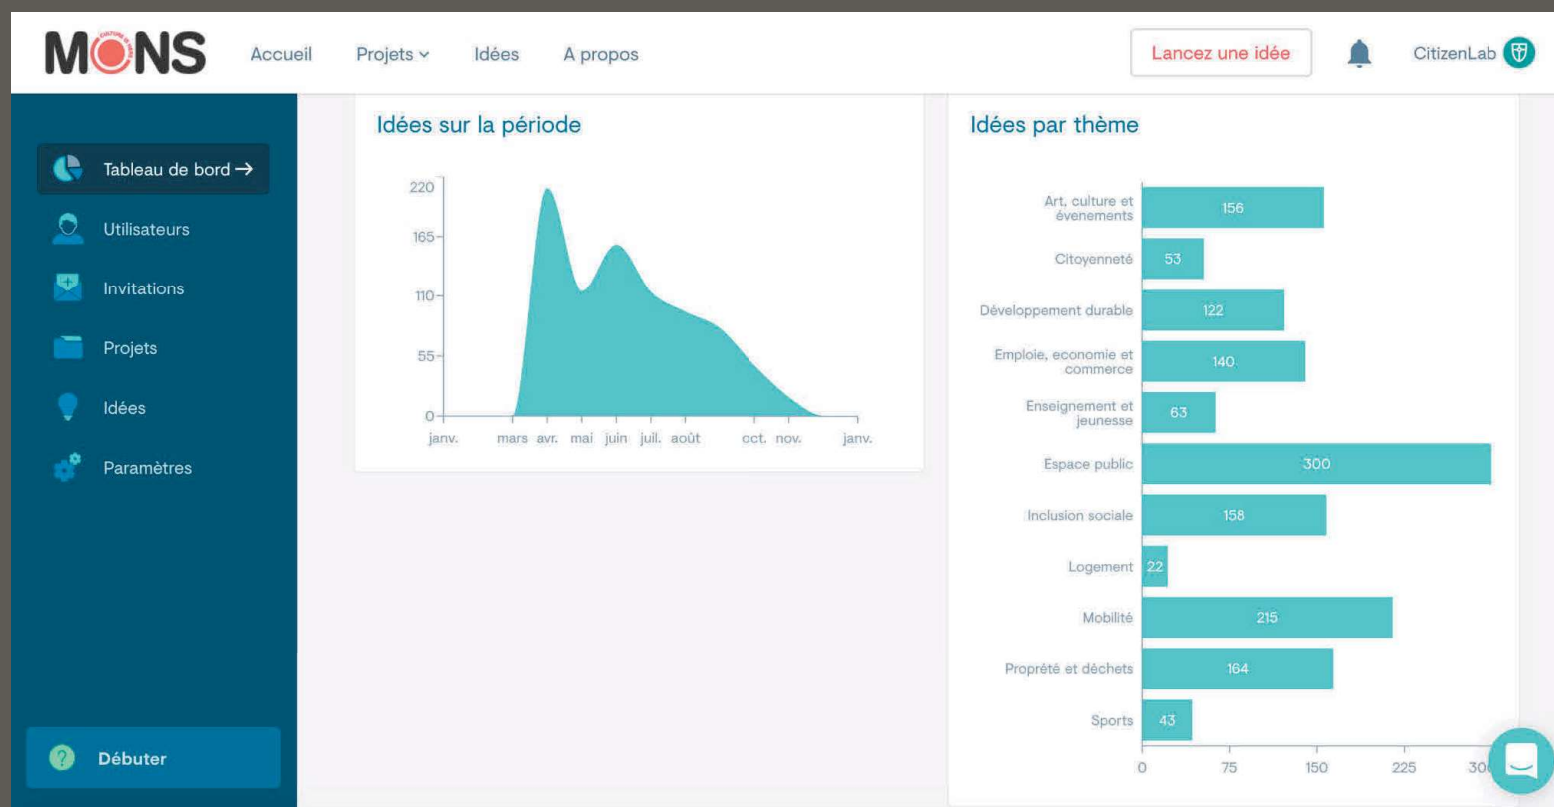 MONS
Accueil
Projets
Idées
A propos
Lancez une idée
CitizenLab
Tableau de bord →
Utilisateurs
Invitations
Projets
Idées
Paramètres
Débuter
Idées sur la période
220
165
110
55
0
janv. mars avr. mai juin juil. août oct. nov. janv.
Idées par thème
Art, culture et
évenements
156
Citoyenneté
53
Développement durable
122
Emploie, economie et
commerce
140
Enseignement et
jeunesse
63
Espace public
300
Inclusion sociale
158
Logement
22
Mobilité
215
Proprété et déchets
164
Sports
43
0 75 150 225